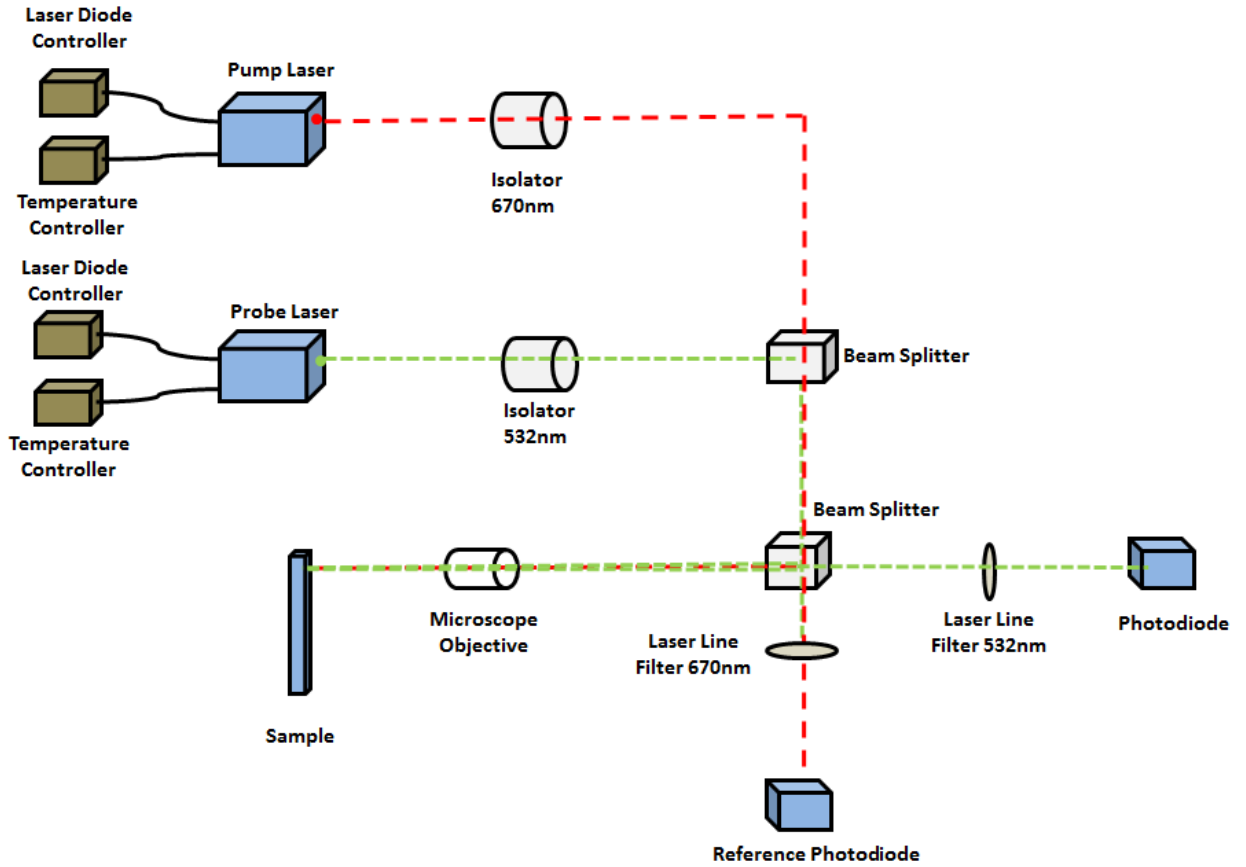 Laser Diode
Controller
Pump Laser
Isolator
670nm
Temperature
Controller
Laser Diode
Controller
Probe Laser
Beam Splitter
Isolator
532nm
Temperature
Controller
Beam Splitter
Microscope
Objective
Laser Line
Filter 670nm
Laser Line
Filter 532nm
Photodiode
Sample
Reference Photodiode